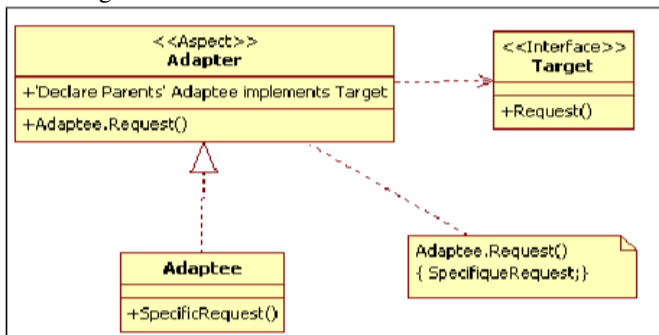 <<Aspect>>
Adapter
+'Declare Parents' Adaptee implements Target
+Adaptee.Request()
<<Interface>>
Target
+Request()
Adaptee
+SpecificRequest()
Adaptee.Request()
{ SpecifiqueRequest;}